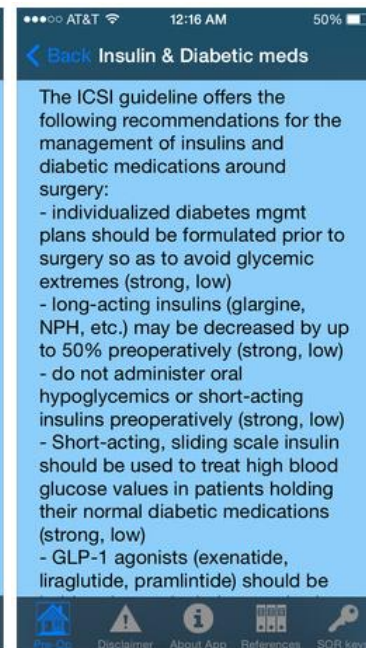 ●●●○○ AT&T 12:16 AM 50%
Back Insulin & Diabetic meds
The ICSI guideline offers the
following recommendations for the
management of insulins and
diabetic medications around
surgery:
- individualized diabetes mgmt
plans should be formulated prior to
surgery so as to avoid glycemic
extremes (strong, low)
- long-acting insulins (glargine,
NPH, etc.) may be decreased by up
to 50% preoperatively (strong, low)
- do not administer oral
hypoglycemics or short-acting
insulins preoperatively (strong, low)
- Short-acting, sliding scale insulin
should be used to treat high blood
glucose values in patients holding
their normal diabetic medications
(strong, low)
- GLP-1 agonists (exenatide,
liraglutide, pramlintide) should be
Pre-Op Disclaimer About App References SOR keys